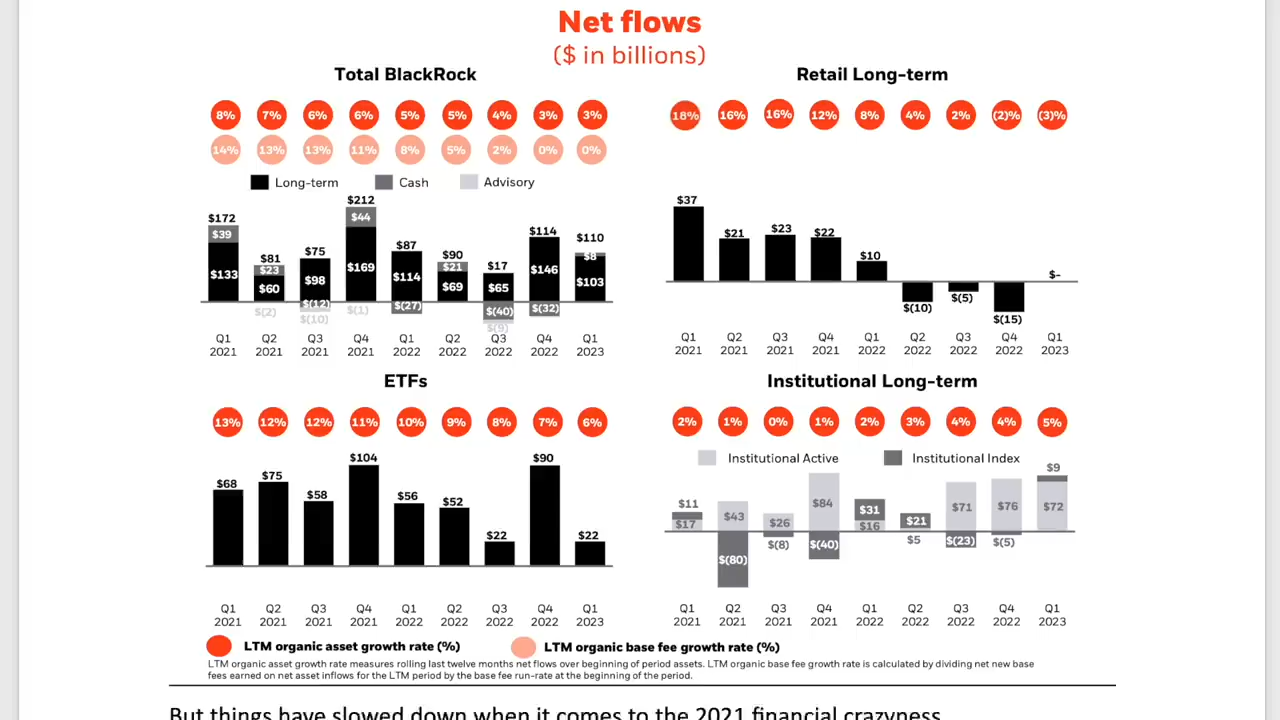 Net flows
($ in billions)
Total BlackRock
8% 7% 6% 6% 5% 5% 4% 3% 3%
14% 13% 13% 11% 8% 5% 2% 0% 0%
Long-term Cash Advisory
$172 $81 $75 $212 $87 $90 $17 $114 $110
$39 $23 $44 $21 $8
$133 $60 $98 $169 $114 $69 $65 $146 $103
$(12) $(27) $(40) $(32)
$(2) $(10) $(1) $(9)
Q1 Q2 Q3 Q4 Q1 Q2 Q3 Q4 Q1
2021 2021 2021 2021 2022 2022 2022 2022 2023
Retail Long-term
18% 16% 16% 12% 8% 4% 2% (2)% (3)%
$37 $21 $23 $22 $10 $(10) $(5) $(15) $-
Q1 Q2 Q3 Q4 Q1 Q2 Q3 Q4 Q1
2021 2021 2021 2021 2022 2022 2022 2022 2023
ETFs
13% 12% 12% 11% 10% 9% 8% 7% 6%
$68 $75 $58 $104 $56 $52 $22 $90 $22
Q1 Q2 Q3 Q4 Q1 Q2 Q3 Q4 Q1
2021 2021 2021 2021 2022 2022 2022 2022 2023
Institutional Long-term
2% 1% 0% 1% 2% 3% 4% 4% 5%
Institutional Active Institutional Index
$11 $43 $26 $84 $31 $21 $71 $76 $9
$17 $(80) $(8) $(40) $16 $5 $(23) $(5) $72
Q1 Q2 Q3 Q4 Q1 Q2 Q3 Q4 Q1
2021 2021 2021 2021 2022 2022 2022 2022 2023
LTM organic asset growth rate (%) LTM organic base fee growth rate (%)
LTM organic asset growth rate measures rolling last twelve months net flows over beginning of period assets. LTM organic base fee growth rate is calculated by dividing net new base
fees earned on net asset inflows for the LTM period by the base fee run-rate at the beginning of the period.
But things have slowed down when it comes to the 2021 financial crazyness